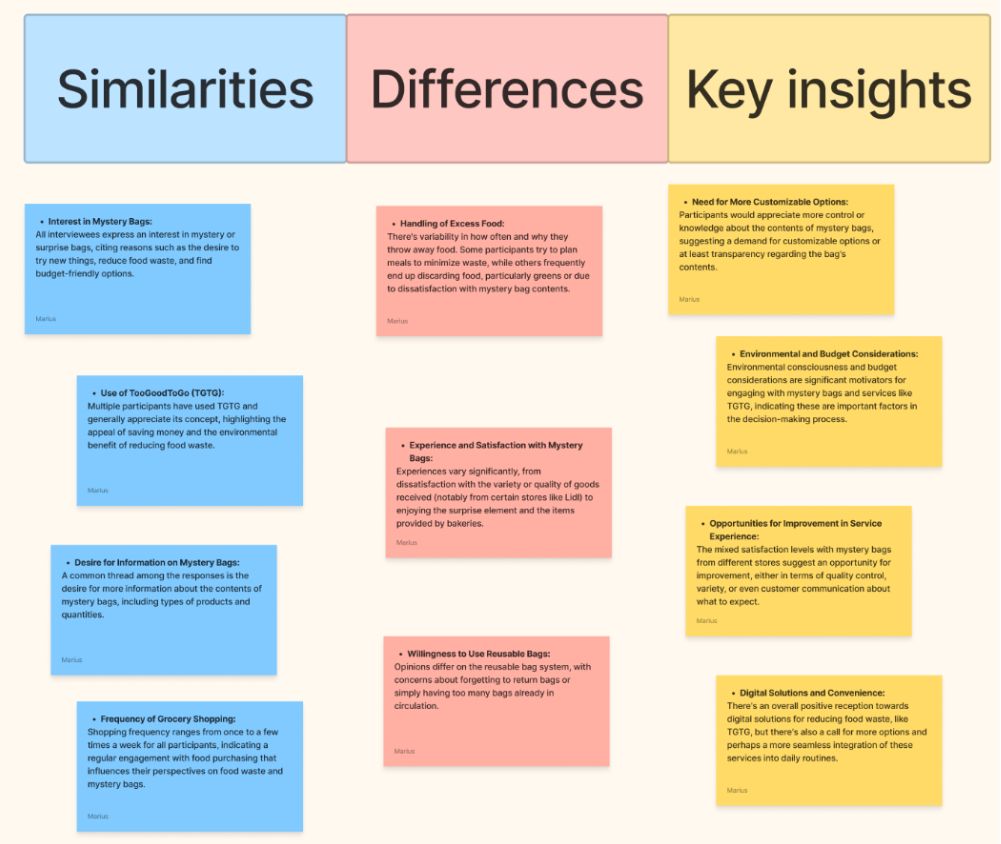 Similarities
Differences
Key insights
• Interest in Mystery Bags:
All interviewees express an interest in mystery or
surprise bags, citing reasons such as the desire to
try new things, reduce food waste, and find
budget-friendly options.
Marius
• Use of TooGoodToGo (TGTG):
Multiple participants have used TGTG and
generally appreciate its concept, highlighting the
appeal of saving money and the environmental
benefit of reducing food waste.
Marius
• Desire for Information on Mystery Bags:
A common thread among the responses is the
desire for more information about the contents of
mystery bags, including types of products and
quantities.
Marius
• Frequency of Grocery Shopping:
Shopping frequency ranges from once to a few
times a week for all participants, indicating a
regular engagement with food purchasing that
influences their perspectives on food waste and
mystery bags.
Marius
• Handling of Excess Food:
There's variability in how often and why they
throw away food. Some participants try to plan
meals to minimize waste, while others frequently
end up discarding food, particularly greens or due
to dissatisfaction with mystery bag contents.
Marius
• Experience and Satisfaction with Mystery
Bags:
Experiences vary significantly, from
dissatisfaction with the variety or quality of goods
received (notably from certain stores like Lidl) to
enjoying the surprise element and the items
provided by bakeries.
Marius
• Willingness to Use Reusable Bags:
Opinions differ on the reusable bag system, with
concerns about forgetting to return bags or
simply having too many bags already in
circulation.
Marius
• Need for More Customizable Options:
Participants would appreciate more control or
knowledge about the contents of mystery bags,
suggesting a demand for customizable options or
at least transparency regarding the bag's
contents.
Marius
• Environmental and Budget Considerations:
Environmental consciousness and budget
considerations are significant motivators for
engaging with mystery bags and services like
TGTG, indicating these are important factors in
the decision-making process.
Marius
• Opportunities for Improvement in Service
Experience:
The mixed satisfaction levels with mystery bags
from different stores suggest an opportunity for
improvement, either in terms of quality control,
variety, or even customer communication about
what to expect.
Marius
• Digital Solutions and Convenience:
There's an overall positive reception towards
digital solutions for reducing food waste, like
TGTG, but there's also a call for more options and
perhaps a more seamless integration of these
services into daily routines.
Marius